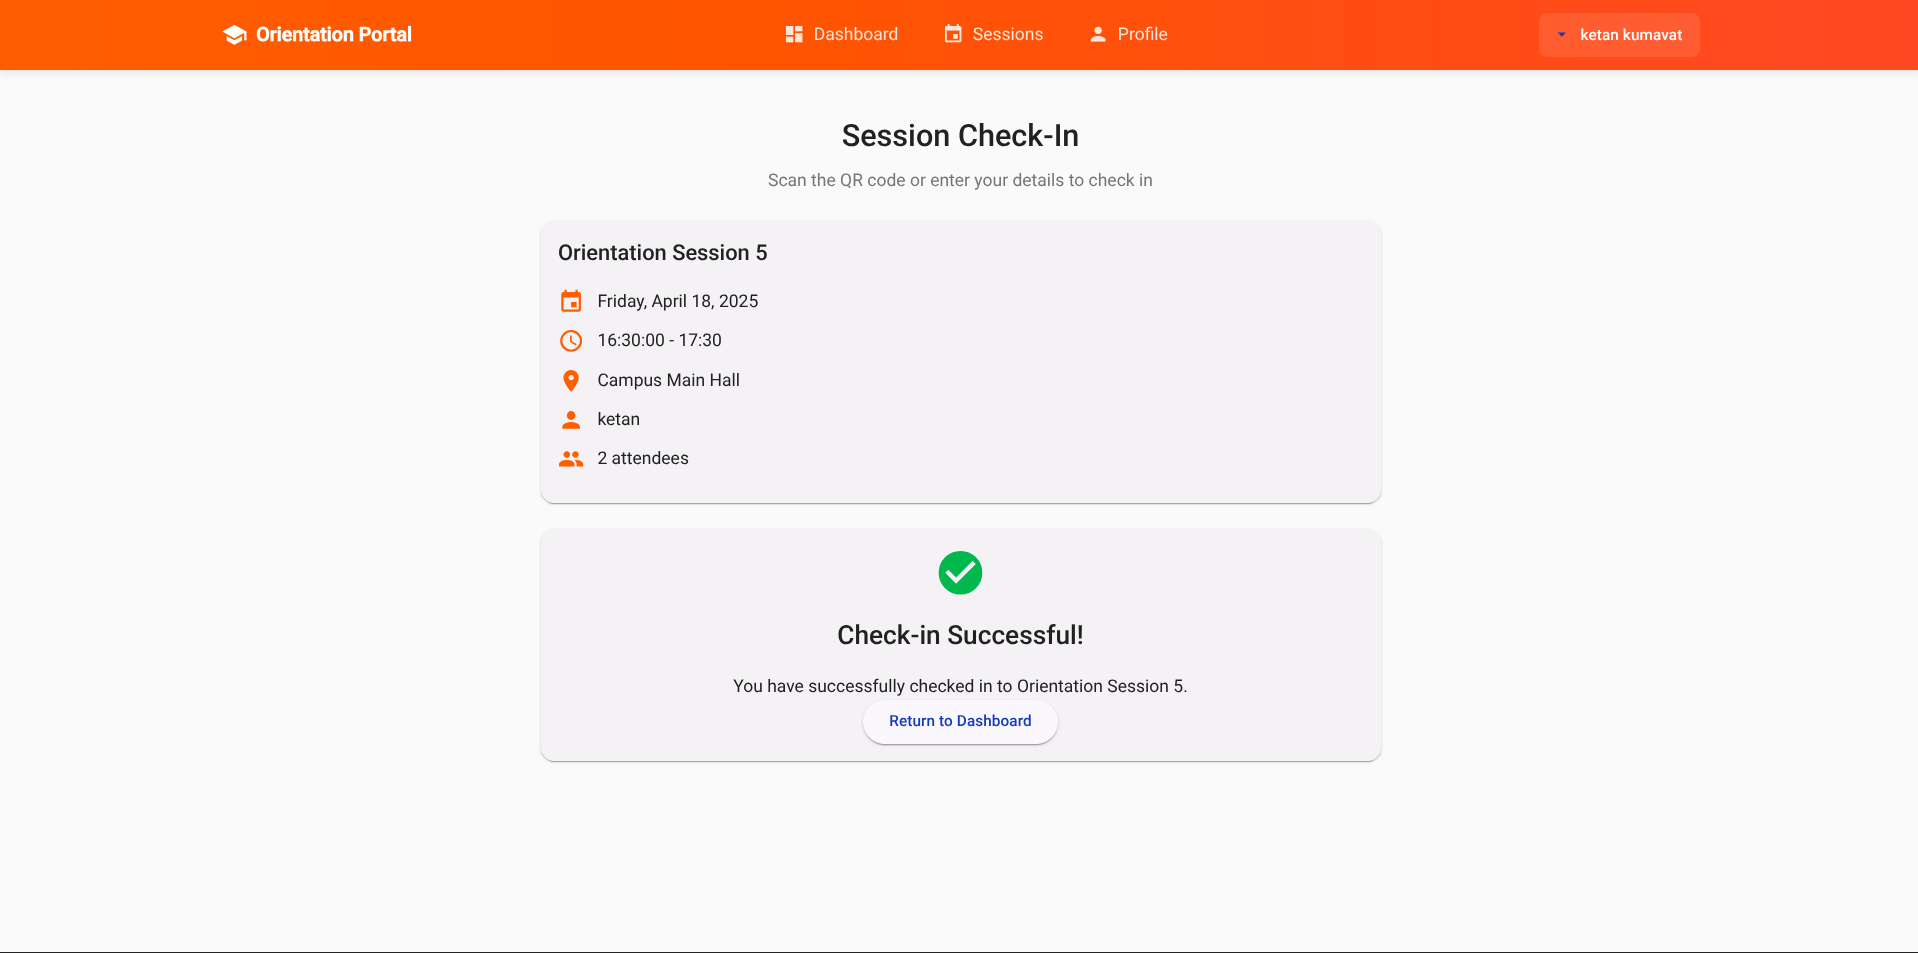 Orientation Portal
Dashboard
Sessions
Profile
ketan kumavat
Session Check-In
Scan the QR code or enter your details to check in
Orientation Session 5
Friday, April 18, 2025
16:30:00 - 17:30
Campus Main Hall
ketan
2 attendees
Check-in Successful!
You have successfully checked in to Orientation Session 5.
Return to Dashboard